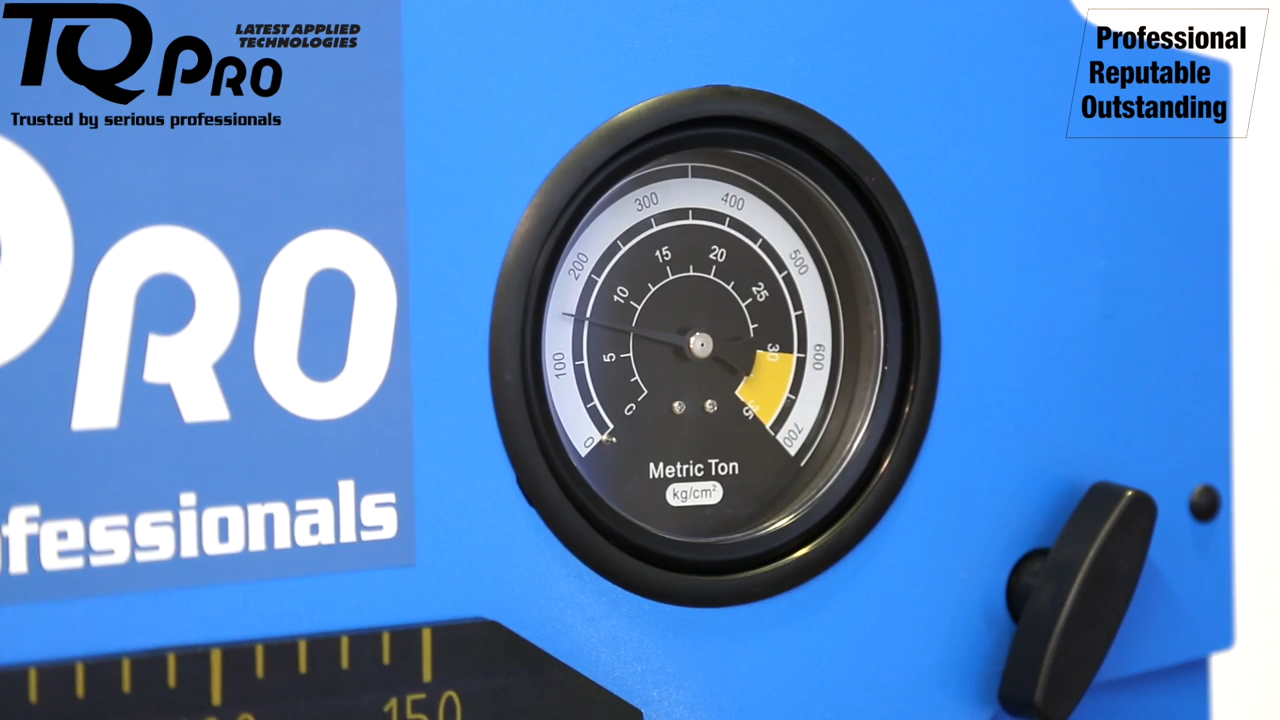 TQ PRO
LATEST APPLIED
TECHNOLOGIES
Trusted by serious professionals
Professional
Reputable
Outstanding
PRO
ofessionals
0 100 200 300 400 500 600 700
0 5 10 15 20 25 30 35
Metric Ton
kg/cm²
150